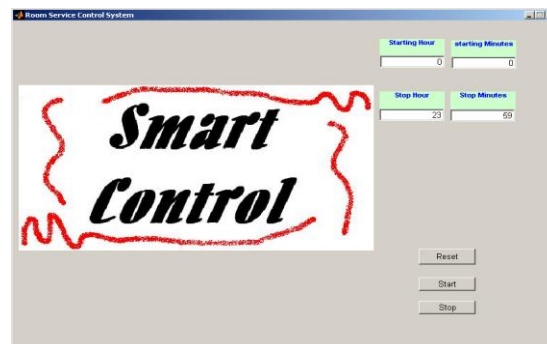 Room Service Control System
Starting Hour starting Minutes
0 0
Stop Hour Stop Minutes
23 59
Smart
Control
Reset
Start
Stop